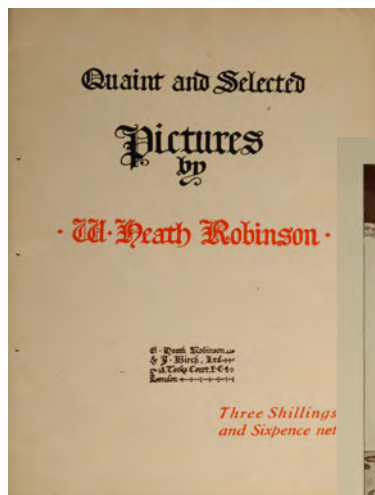 Quaint and Selected
Pictures
by
· W· Heath Robinson ·
G · Heath Robinson
& J · Birch, Ltd
Took Court E·C·4
London
Three Shillings
and Sixpence net